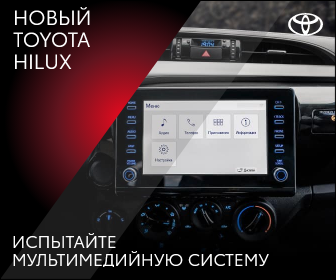 НОВЫЙ
TOYOTA
HILUX
Меню
Аудио
Телефон
Приложения
Информация
Настройки
ИСПЫТАЙТЕ
МУЛЬТИМЕДИЙНУЮ СИСТЕМУ